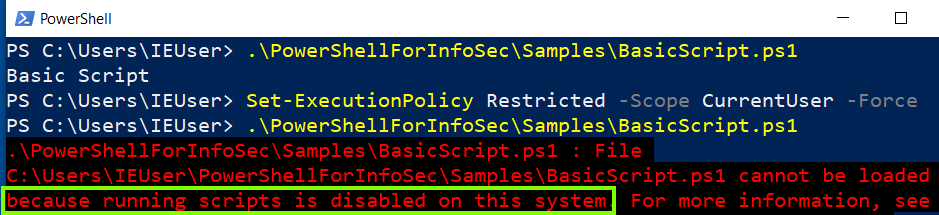 PowerShell
PS C:\Users\IEUser> .\PowerShellForInfoSec\Samples\BasicScript.ps1
Basic Script
PS C:\Users\IEUser> Set-ExecutionPolicy Restricted -Scope CurrentUser -Force
PS C:\Users\IEUser> .\PowerShellForInfoSec\Samples\BasicScript.ps1
.\PowerShellForInfoSec\Samples\BasicScript.ps1 : File
C:\Users\IEUser\PowerShellForInfoSec\Samples\BasicScript.ps1 cannot be loaded
because running scripts is disabled on this system. For more information, see